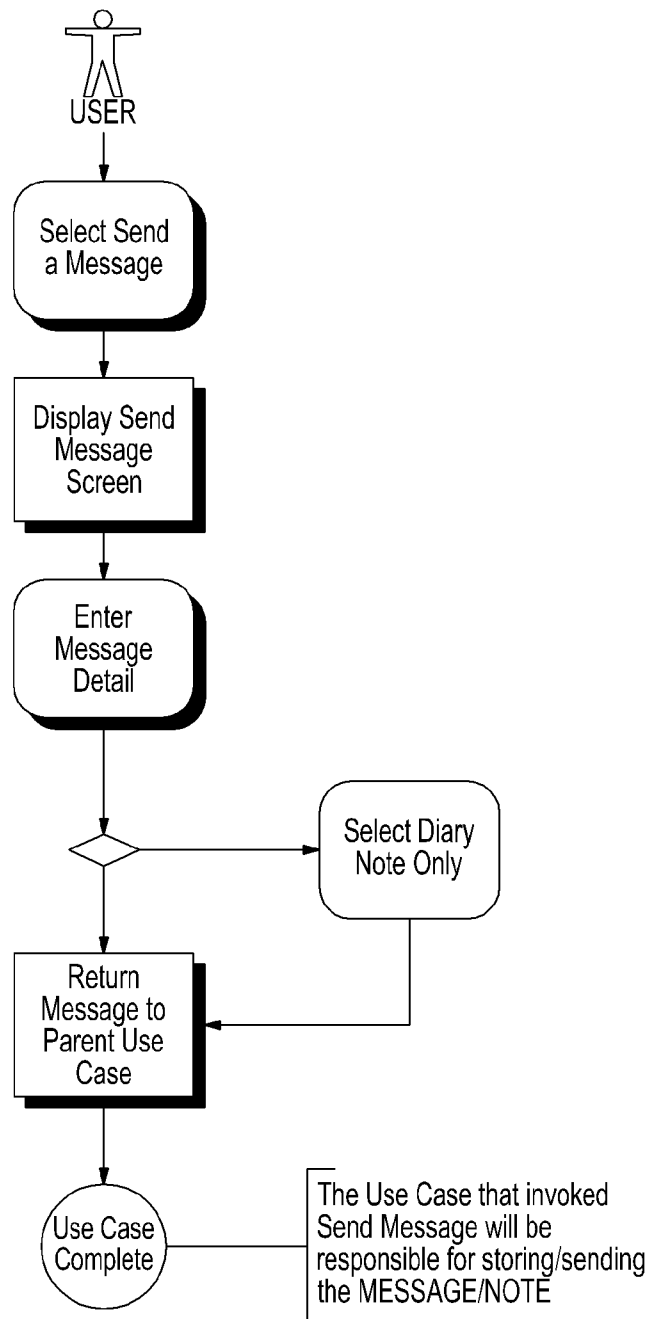 USER
Select Send
a Message
Display Send
Message
Screen
Enter
Message
Detail
Select Diary
Note Only
Return
Message to
Parent Use
Case
Use Case
Complete
The Use Case that invoked
Send Message will be
responsible for storing/sending
the MESSAGE/NOTE